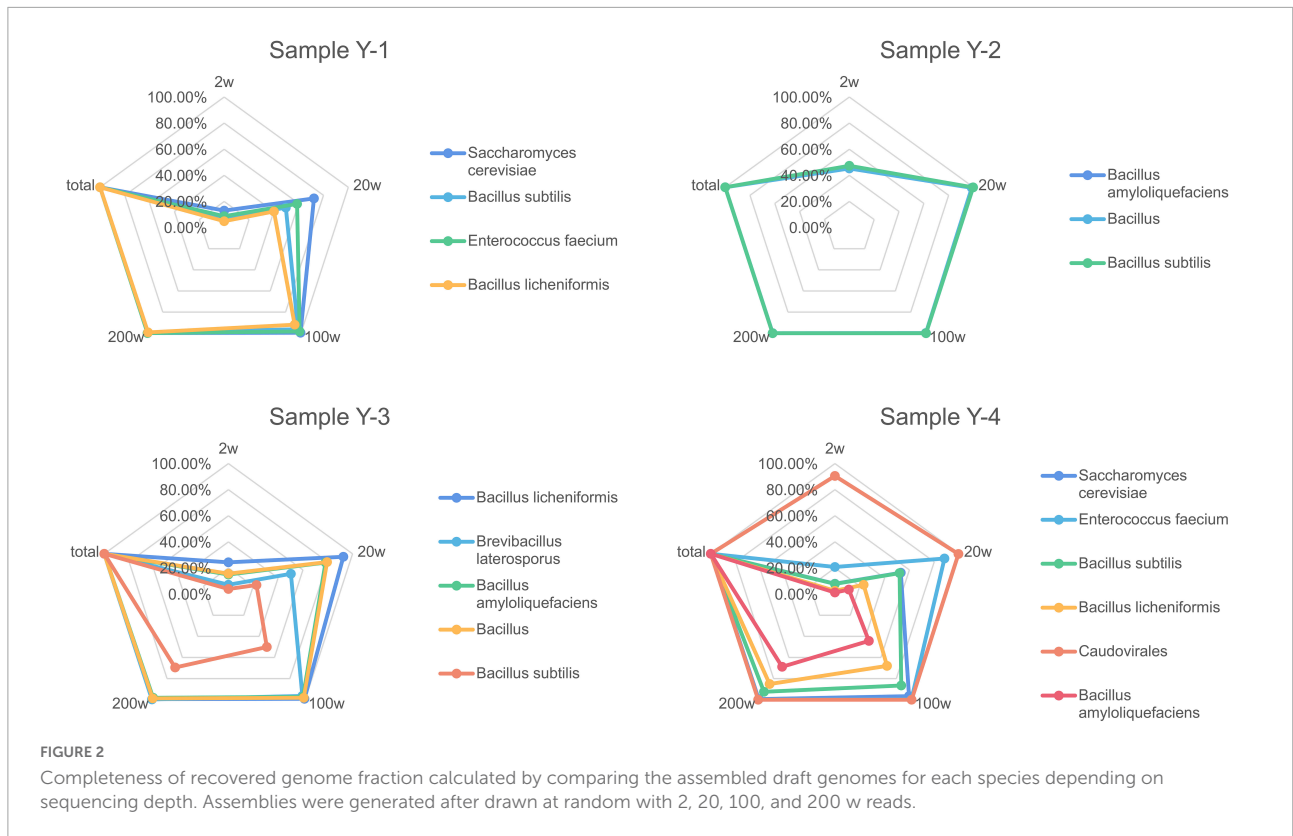 Sample Y-1
2w
100.00%
80.00%
60.00%
40.00%
20.00%
0.00%
20w
100w
200w
total
Saccharomyces
cerevisiae
Bacillus subtilis
Enterococcus faecium
Bacillus licheniformis
Sample Y-2
2w
100.00%
80.00%
60.00%
40.00%
20.00%
0.00%
20w
100w
200w
total
Bacillus
amyloliquefaciens
Bacillus
Bacillus subtilis
Sample Y-3
2w
100.00%
80.00%
60.00%
40.00%
20.00%
0.00%
20w
100w
200w
total
Bacillus licheniformis
Brevibacillus
laterosporus
Bacillus
amyloliquefaciens
Bacillus
Bacillus subtilis
Sample Y-4
2w
100.00%
80.00%
60.00%
40.00%
20.00%
0.00%
20w
100w
200w
total
Saccharomyces
cerevisiae
Enterococcus faecium
Bacillus subtilis
Bacillus licheniformis
Caudovirales
Bacillus
amyloliquefaciens
FIGURE 2
Completeness of recovered genome fraction calculated by comparing the assembled draft genomes for each species depending on
sequencing depth. Assemblies were generated after drawn at random with 2, 20, 100, and 200 w reads.